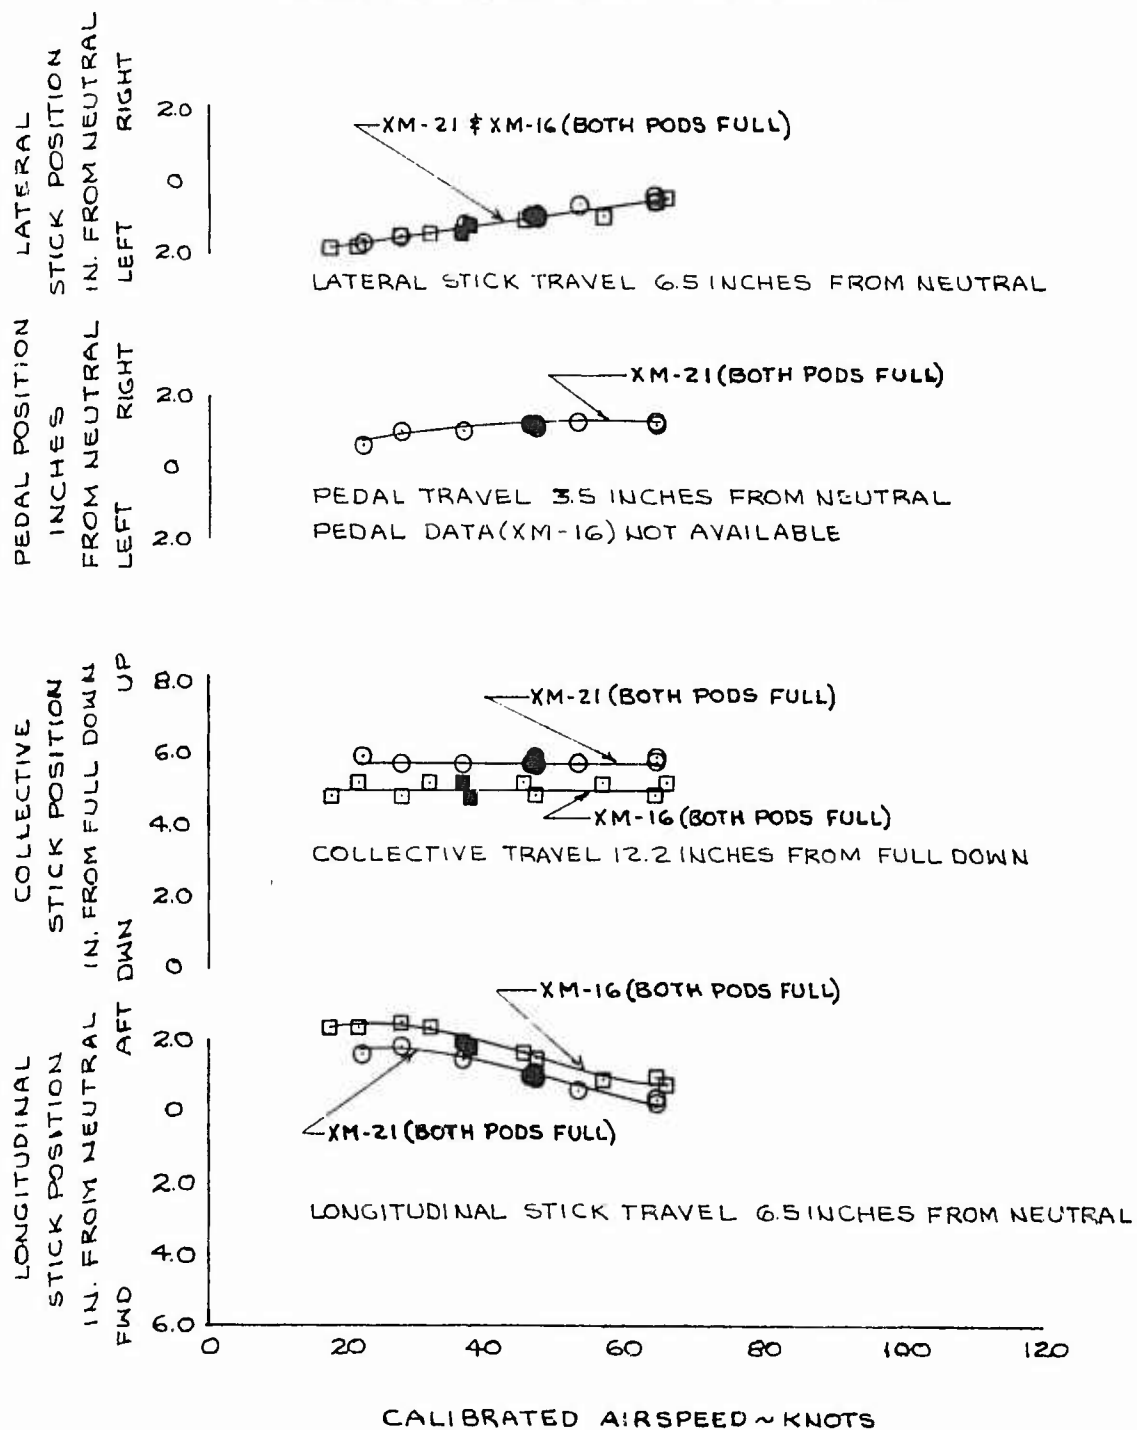 LATERAL
STICK POSITION
IN. FROM NEUTRAL
LEFT RIGHT
2.0
0
2.0
XM-21 & XM-16 (BOTH PODS FULL)
LATERAL STICK TRAVEL 6.5 INCHES FROM NEUTRAL
PEDAL POSITION
INCHES
FROM NEUTRAL
LEFT RIGHT
2.0
0
2.0
XM-21 (BOTH PODS FULL)
PEDAL TRAVEL 3.5 INCHES FROM NEUTRAL
PEDAL DATA (XM-16) NOT AVAILABLE
COLLECTIVE
STICK POSITION
IN. FROM FULL DOWN
DWN UP
8.0
6.0
4.0
2.0
0
XM-21 (BOTH PODS FULL)
XM-16 (BOTH PODS FULL)
COLLECTIVE TRAVEL 12.2 INCHES FROM FULL DOWN
LONGITUDINAL
STICK POSITION
IN. FROM NEUTRAL
FWD AFT
2.0
0
2.0
4.0
6.0
XM-16 (BOTH PODS FULL)
XM-21 (BOTH PODS FULL)
LONGITUDINAL STICK TRAVEL 6.5 INCHES FROM NEUTRAL
0 20 40 60 80 100 120
CALIBRATED AIRSPEED ~ KNOTS